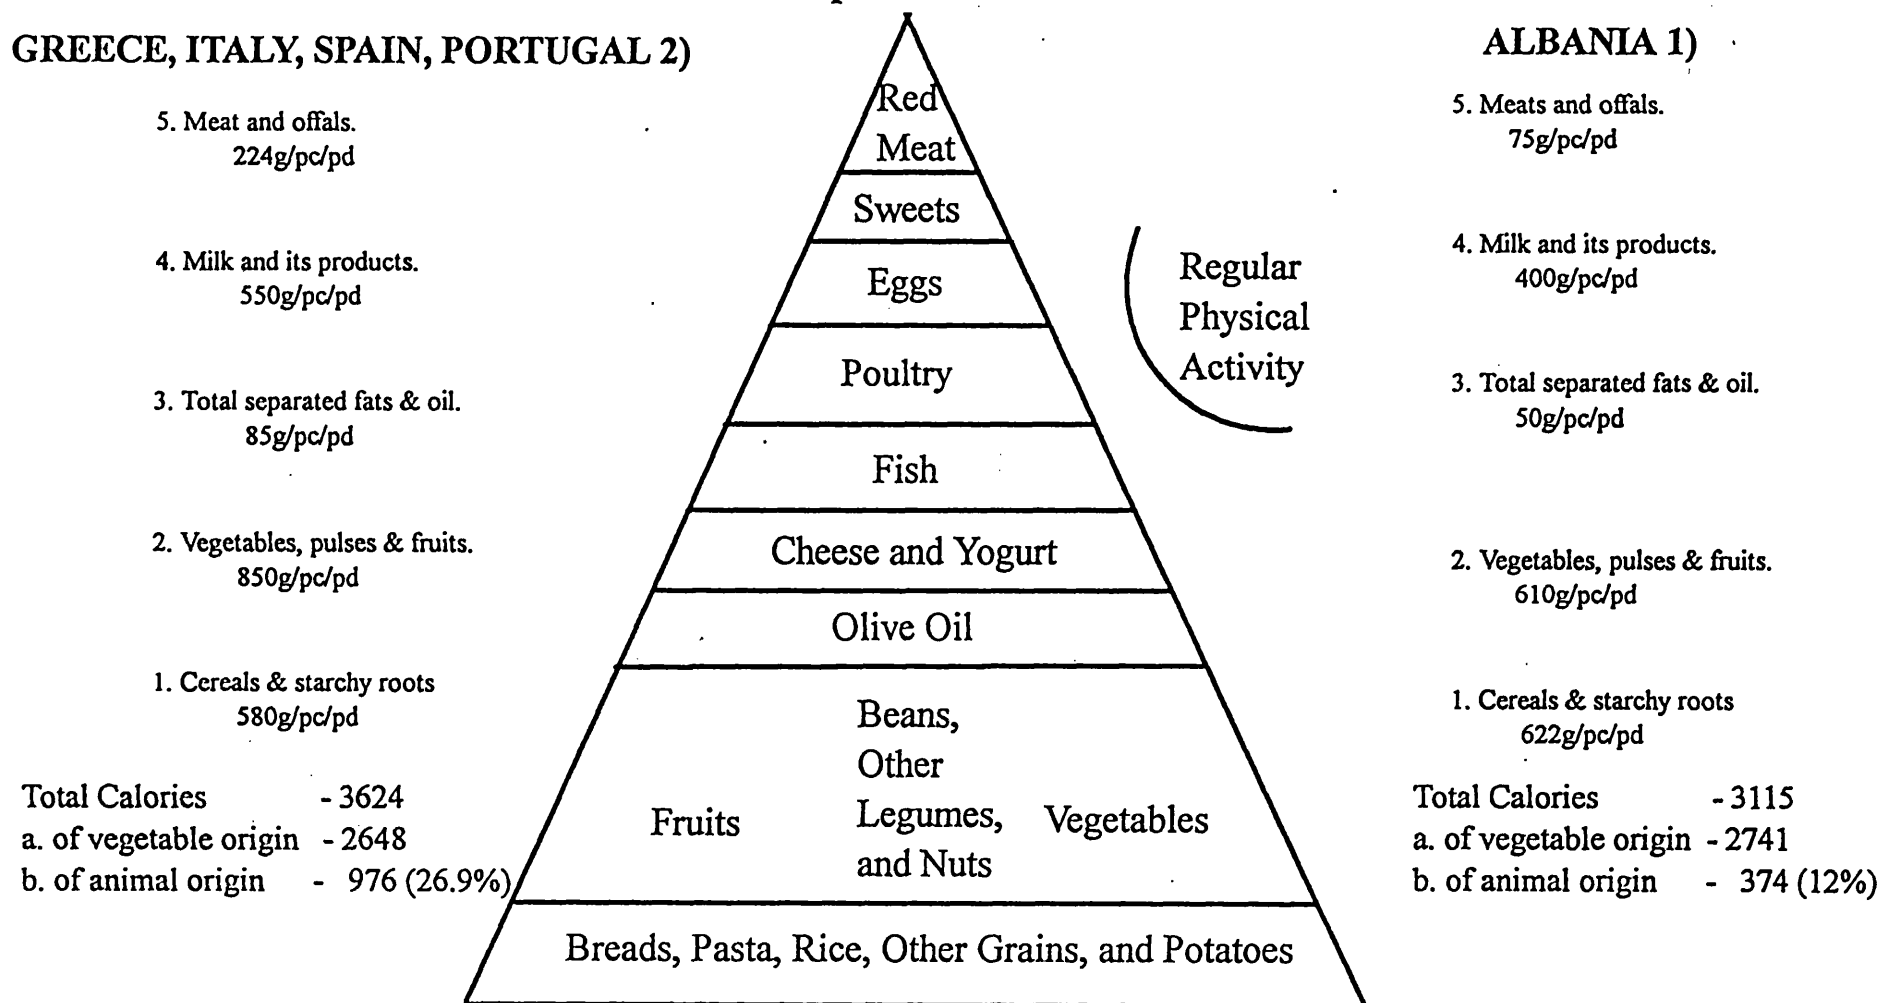 GREECE, ITALY, SPAIN, PORTUGAL 2)
5. Meat and offals.
224g/pc/pd
4. Milk and its products.
550g/pc/pd
3. Total separated fats & oil.
85g/pc/pd
2. Vegetables, pulses & fruits.
850g/pc/pd
1. Cereals & starchy roots
580g/pc/pd
Total Calories - 3624
a. of vegetable origin - 2648
b. of animal origin - 976 (26.9%)
Red
Meat
Sweets
Eggs
Poultry
Fish
Cheese and Yogurt
Olive Oil
Fruits
Beans,
Other
Legumes,
and Nuts
Vegetables
Breads, Pasta, Rice, Other Grains, and Potatoes
Regular
Physical
Activity
ALBANIA 1)
5. Meats and offals.
75g/pc/pd
4. Milk and its products.
400g/pc/pd
3. Total separated fats & oil.
50g/pc/pd
2. Vegetables, pulses & fruits.
610g/pc/pd
1. Cereals & starchy roots
622g/pc/pd
Total Calories - 3115
a. of vegetable origin - 2741
b. of animal origin - 374 (12%)